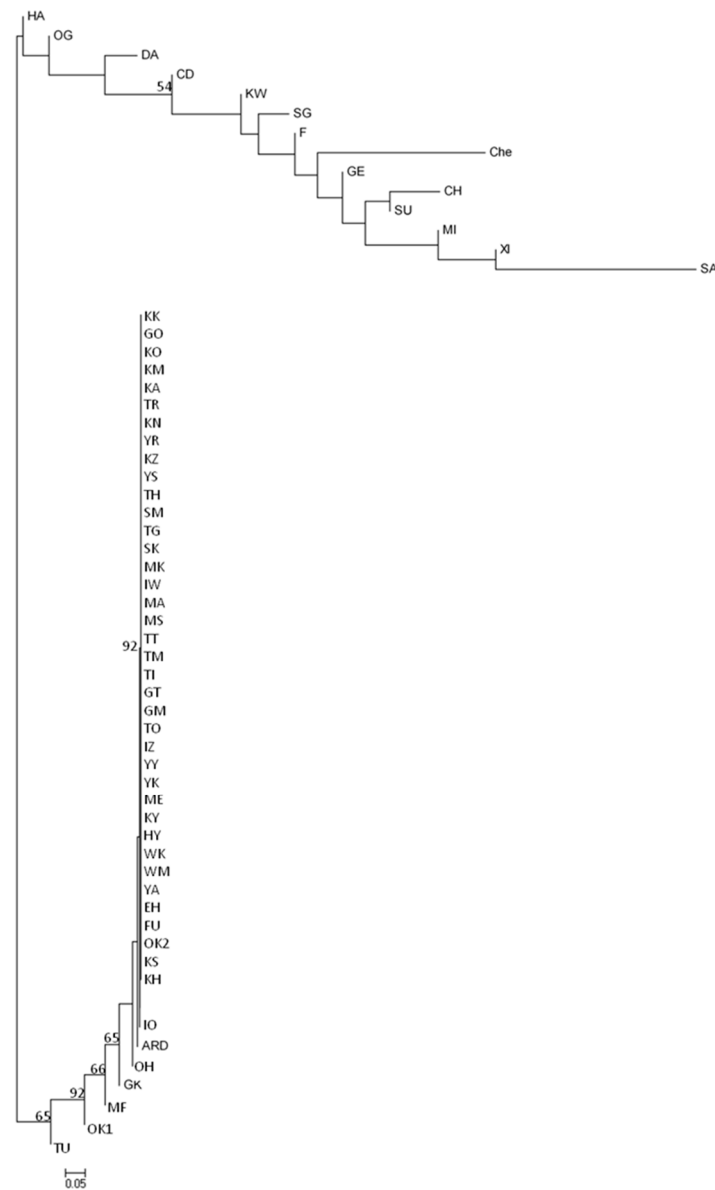 HA
OG
DA
CD
54
KW
SG
F
Che
GE
CH
SU
MI
XI
SA
KK
GO
KO
KM
KA
TR
KN
YR
KZ
YS
TH
SM
TG
SK
MK
IW
MA
MS
TT
92
TM
TI
GT
GM
TO
IZ
YY
YK
ME
KY
HY
WK
WM
YA
EH
FU
OK2
KS
KH
IO
65
ARD
66
OH
GK
92
MF
65
OK1
TU
0.05